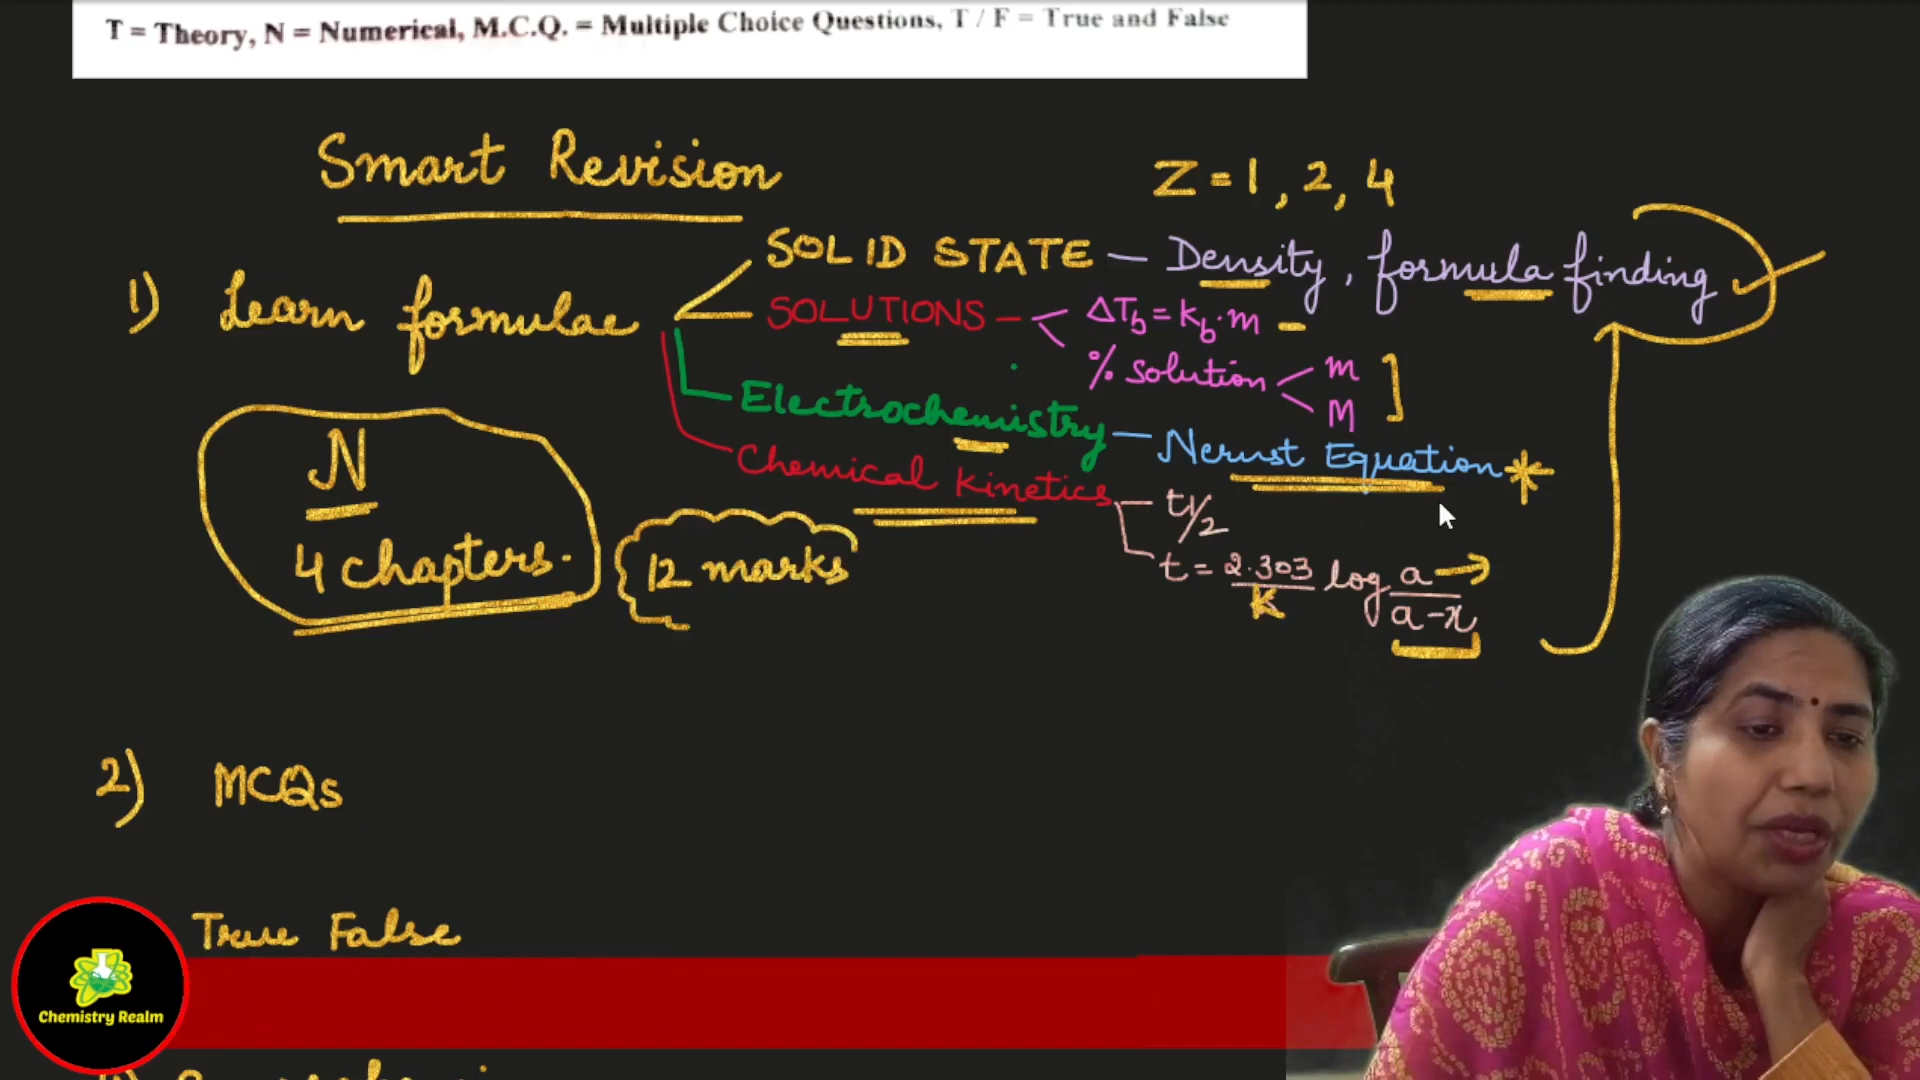 T = Theory, N = Numerical, M.C.Q. = Multiple Choice Questions, T / F = True and False
Smart Revision
Z = 1, 2, 4
1) Learn formulae
SOLID STATE - Density, formula finding
SOLUTIONS - ΔTb = Kb·m
% Solution < m
M
Electrochemistry - Nernst Equation *
Chemical Kinetics - t1/2
t = 2.303/K log a/a-x
N
4 chapters.
12 marks
2) MCQs
True False
Chemistry Realm